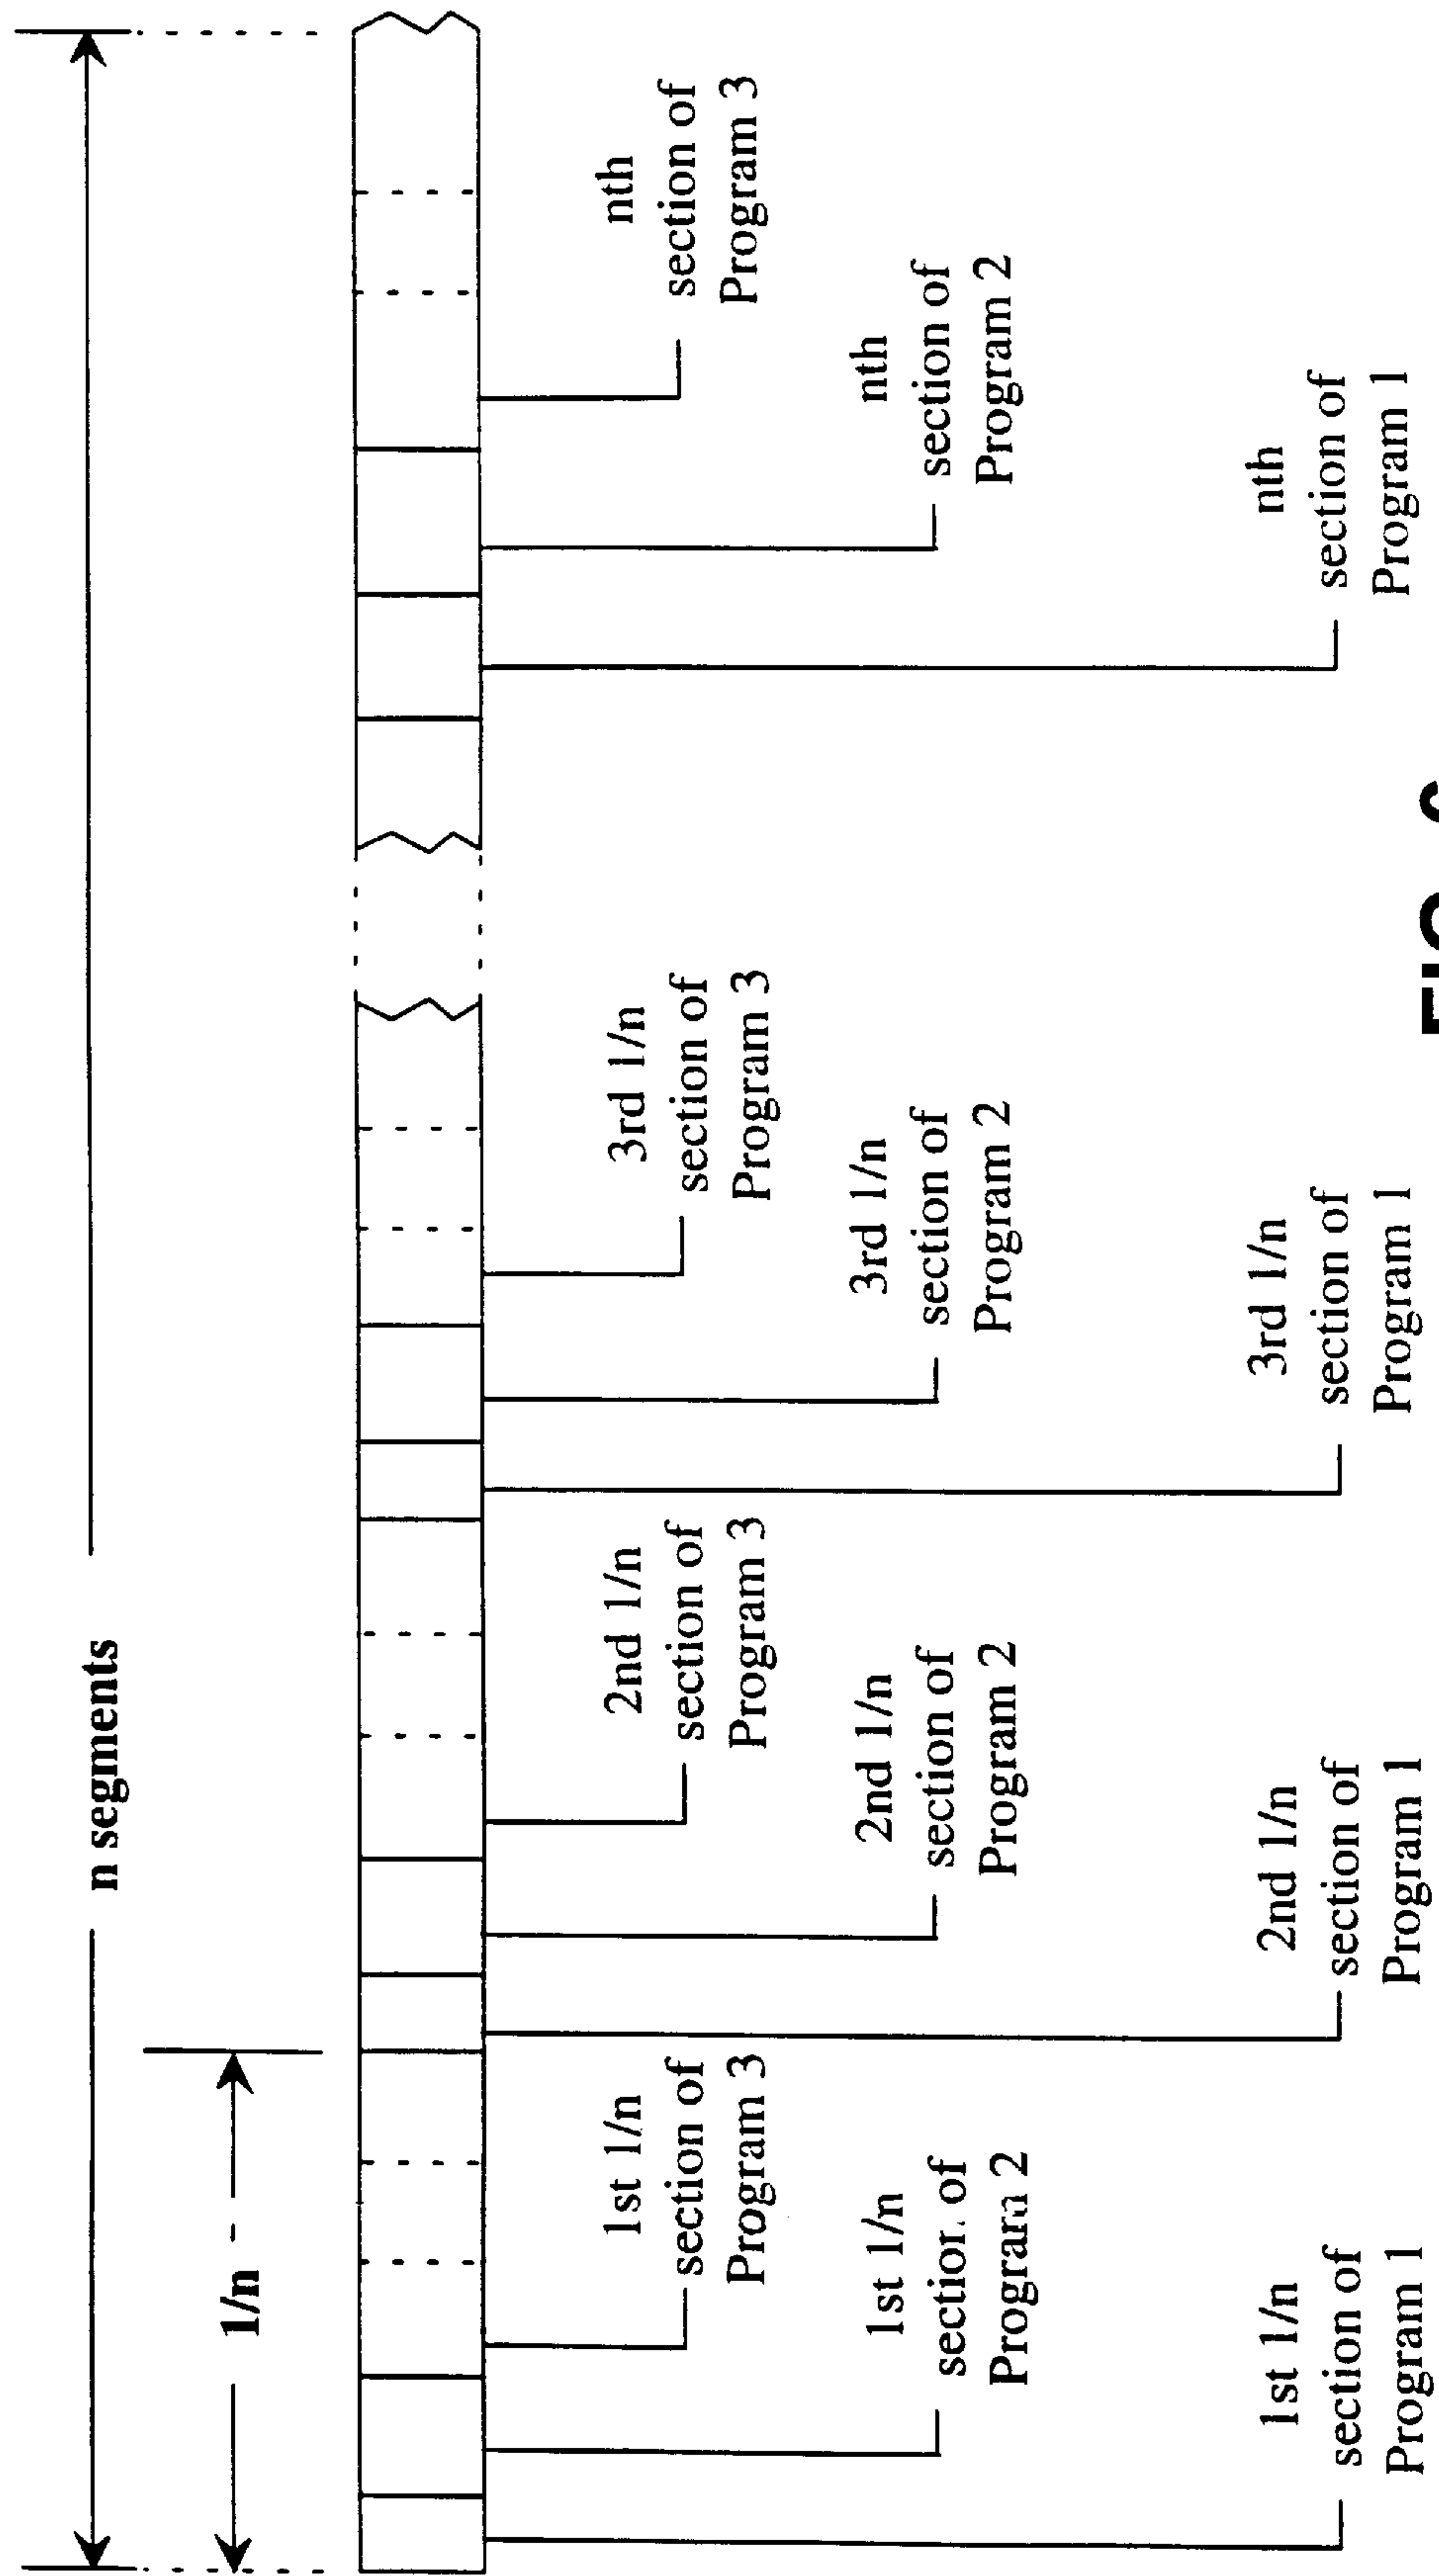 n segments
1/n
1st 1/n
section of
Program 3
2nd 1/n
section of
Program 3
3rd 1/n
section of
Program 3
nth
section of
Program 3
1st 1/n
section of
Program 2
2nd 1/n
section of
Program 2
3rd 1/n
section of
Program 2
nth
section of
Program 2
1st 1/n
section of
Program 1
2nd 1/n
section of
Program 1
3rd 1/n
section of
Program 1
nth
section of
Program 1
FIG.